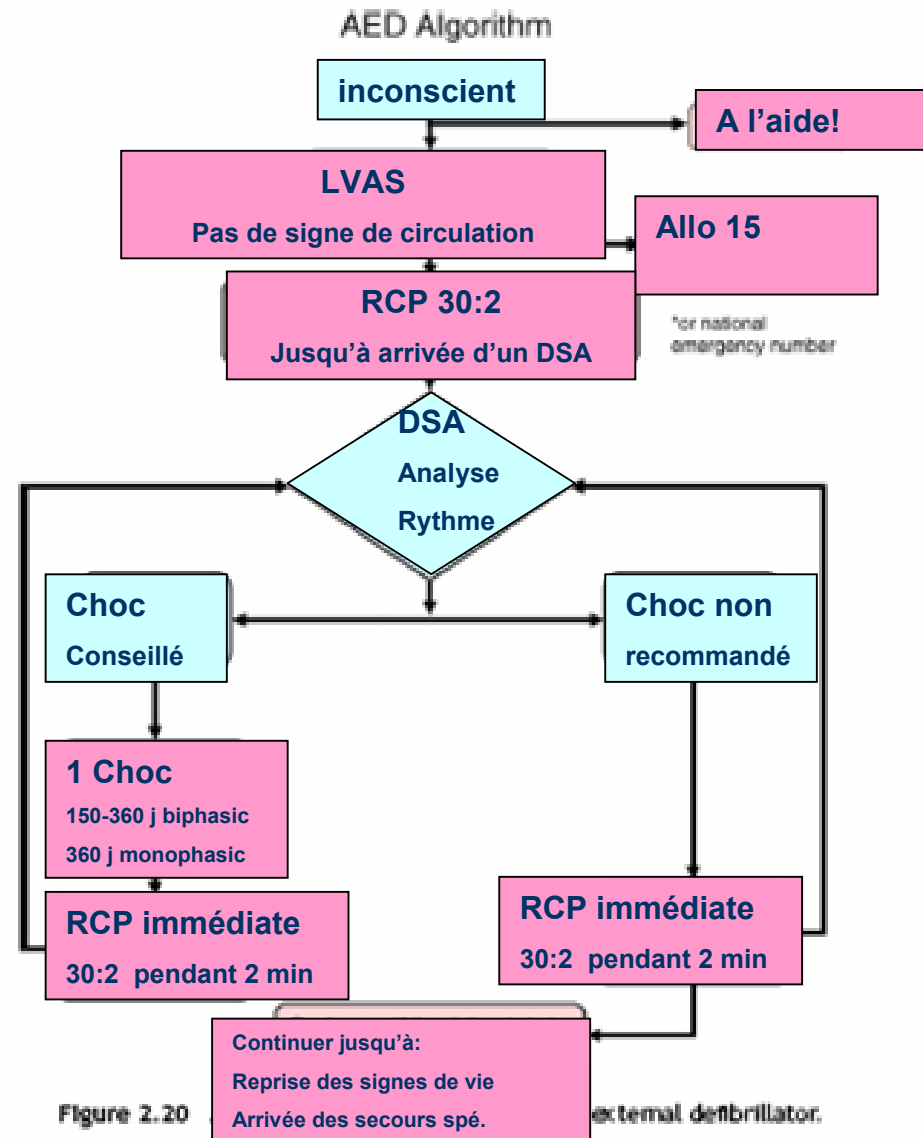 AED Algorithm
inconscient
A l’aide!
LVAS
Pas de signe de circulation
Allo 15
RCP 30:2
Jusqu’à arrivée d’un DSA
*or national
emergency number
DSA
Analyse
Rythme
Choc
Conseillé
Choc non
recommandé
1 Choc
150-360 j biphasic
360 j monophasic
RCP immédiate
30:2 pendant 2 min
RCP immédiate
30:2 pendant 2 min
Continuer jusqu’à:
Reprise des signes de vie
Arrivée des secours spé.
Figure 2.20 external defibrillator.